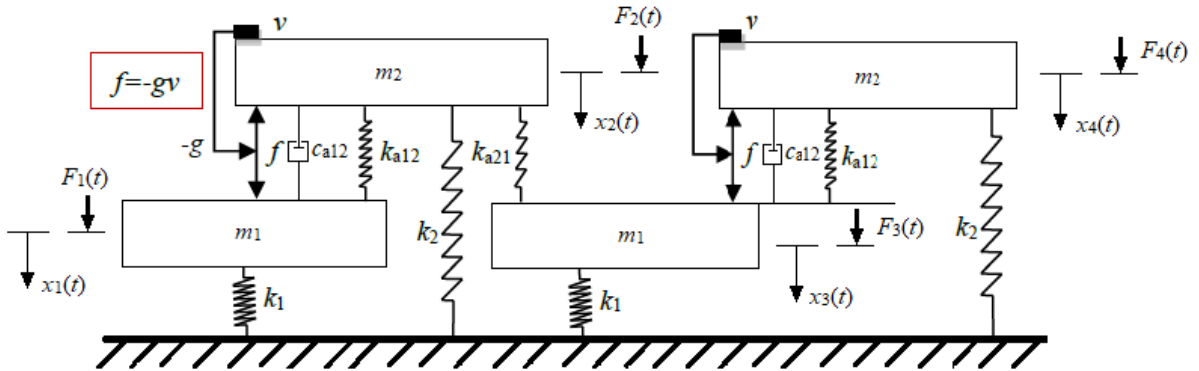 v
F2(t)
v
F4(t)
f=-gv
m2
m2
x2(t)
x4(t)
-g
f
ca12
ka12
ka21
f
ca12
ka12
F1(t)
F3(t)
m1
k2
m1
k2
x1(t)
x3(t)
k1
k1